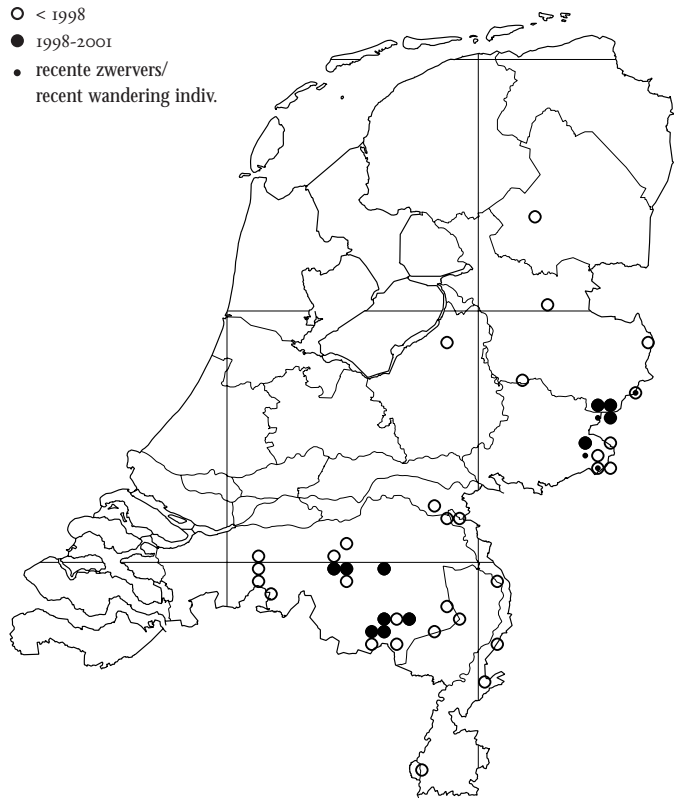 < 1998
1998-2001
recente zwervers/
recent wandering indiv.